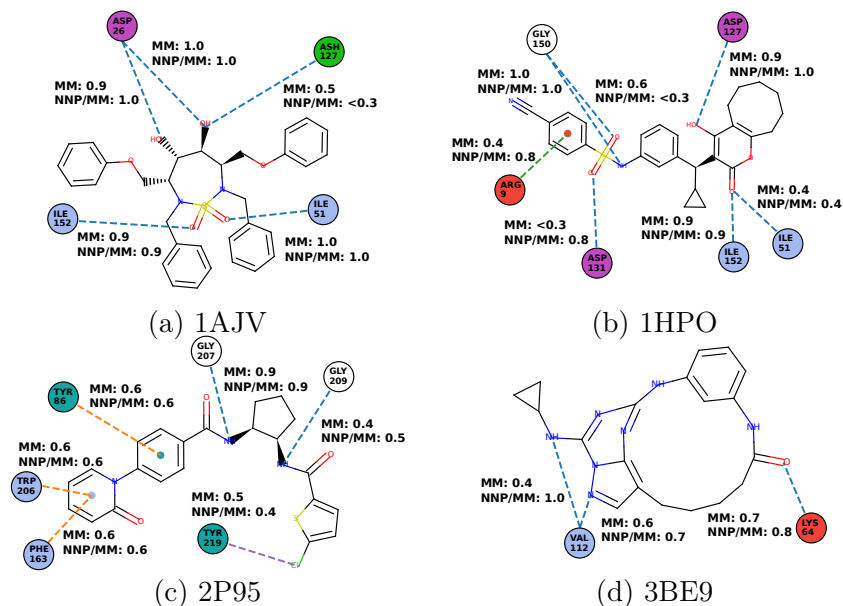 ASP
26
MM: 1.0
NNP/MM: 1.0
ASH
127
MM: 0.9
NNP/MM: 1.0
MM: 0.5
NNP/MM: <0.3
OH
HO
O
O
N
N
S
O
O
ILE
152
ILE
51
MM: 0.9
NNP/MM: 0.9
MM: 1.0
NNP/MM: 1.0
(a) 1AJV
GLY
150
ASP
127
MM: 1.0
NNP/MM: 1.0
MM: 0.6
NNP/MM: <0.3
MM: 0.9
NNP/MM: 1.0
N
O
HO
S
NH
O
O
O
MM: 0.4
NNP/MM: 0.8
ARG
9
MM: <0.3
NNP/MM: 0.8
ASP
131
MM: 0.9
NNP/MM: 0.9
MM: 0.4
NNP/MM: 0.4
ILE
152
ILE
51
(b) 1HPO
GLY
207
GLY
209
TYR
86
MM: 0.6
NNP/MM: 0.6
MM: 0.9
NNP/MM: 0.9
MM: 0.4
NNP/MM: 0.5
O
NH
NH
O
N
O
S
Cl
MM: 0.6
NNP/MM: 0.6
TRP
206
PHE
163
MM: 0.6
NNP/MM: 0.6
MM: 0.5
NNP/MM: 0.4
TYR
219
(c) 2P95
NH
N
NH
N
NH
N
N
O
MM: 0.4
NNP/MM: 1.0
VAL
112
MM: 0.6
NNP/MM: 0.7
MM: 0.7
NNP/MM: 0.8
LYS
64
(d) 3BE9